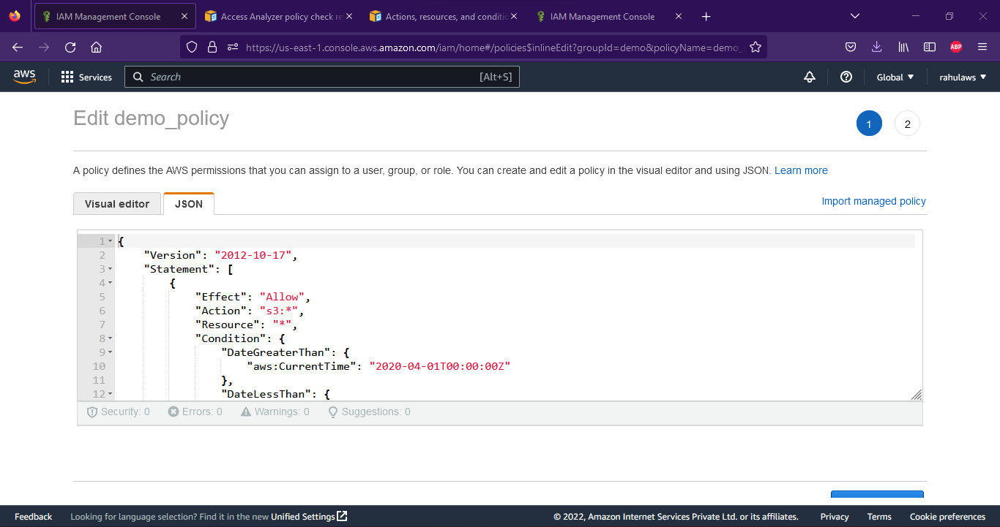 IAM Management Console
Access Analyzer policy check re
Actions, resources, and conditio
IAM Management Console
https://us-east-1.console.aws.amazon.com/iam/home#/policies$inlineEdit?groupId=demo&policyName=demo_
ABP
aws
Services
Search
[Alt+S]
Global
rahulaws
Edit demo_policy
1
2
A policy defines the AWS permissions that you can assign to a user, group, or role. You can create and edit a policy in the visual editor and using JSON. Learn more
Visual editor
JSON
Import managed policy
1 {
2 "Version": "2012-10-17",
3 "Statement": [
4 {
5 "Effect": "Allow",
6 "Action": "s3:*",
7 "Resource": "*",
8 "Condition": {
9 "DateGreaterThan": {
10 "aws:CurrentTime": "2020-04-01T00:00:00Z"
11 },
12 "DateLessThan": {
Security: 0
Errors: 0
Warnings: 0
Suggestions: 0
Feedback
Looking for language selection? Find it in the new Unified Settings
© 2022, Amazon Internet Services Private Ltd. or its affiliates.
Privacy
Terms
Cookie preferences